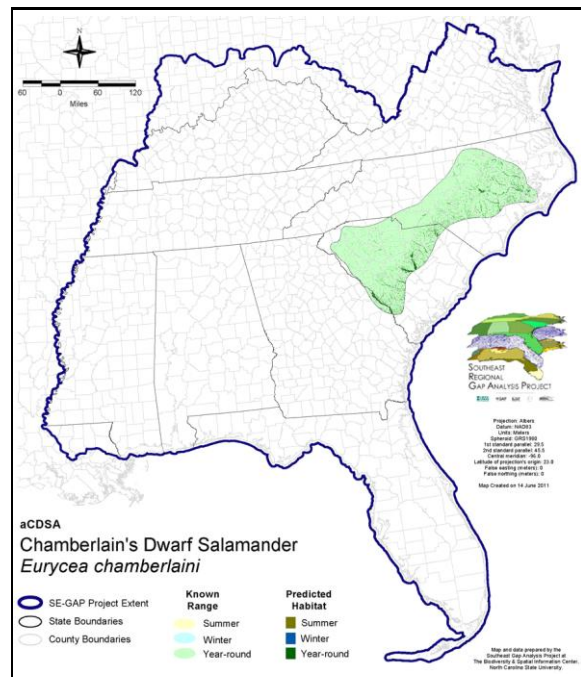 N
60 0 60 120
Miles
SOUTHEAST
REGIONAL
GAP ANALYSIS PROJECT
Projection: Albers
Datum: NAD83
Units: Meters
Spheroid: GRS1980
1st standard parallel: 29.5
2nd standard parallel: 45.5
Central meridian: -96.0
Latitude of projection's origin: 23.0
False easting (meters): 0
False northing (meters): 0
Map Created on 14 June 2011
aCDSA
Chamberlain's Dwarf Salamander
Eurycea chamberlaini
SE-GAP Project Extent
State Boundaries
County Boundaries
Known
Range
Summer
Winter
Year-round
Predicted
Habitat
Summer
Winter
Year-round
Map and data prepared by the
Southeast Gap Analysis Project at
The Biodiversity & Spatial Information Center,
North Carolina State University.